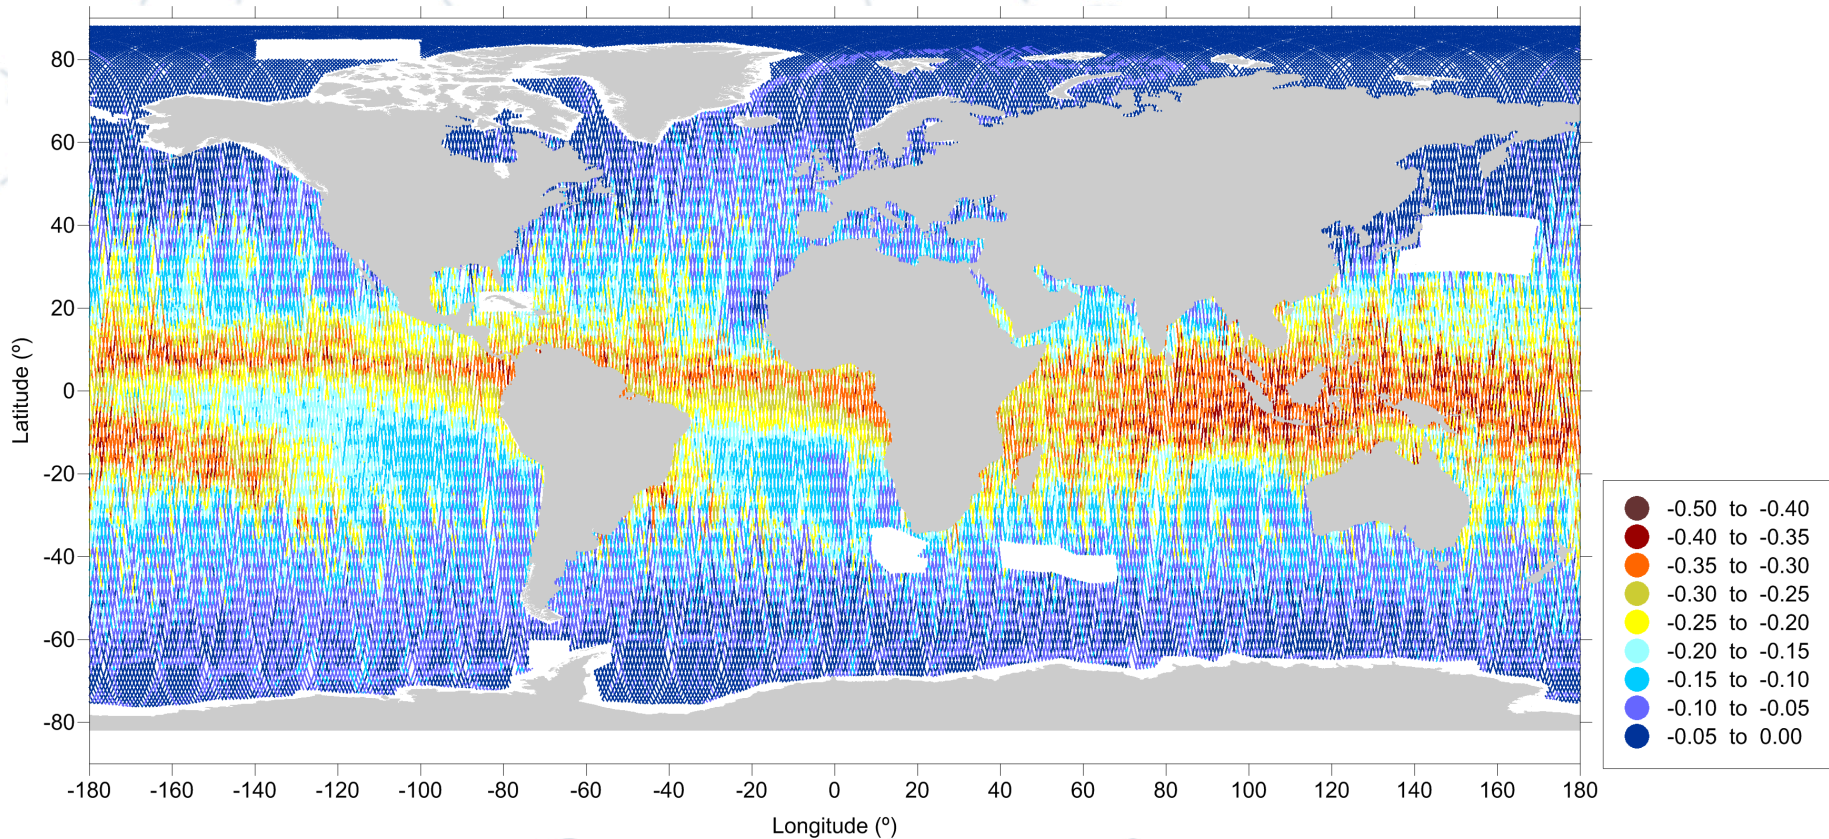 80
60
40
20
0
-20
-40
-60
-80
Latitude (º)
-180 -160 -140 -120 -100 -80 -60 -40 -20 0 20 40 60 80 100 120 140 160 180
Longitude (º)
-0.50 to -0.40
-0.40 to -0.35
-0.35 to -0.30
-0.30 to -0.25
-0.25 to -0.20
-0.20 to -0.15
-0.15 to -0.10
-0.10 to -0.05
-0.05 to 0.00